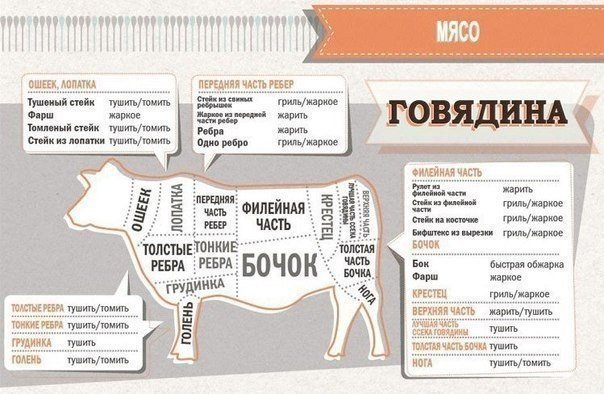 МЯСО
ГОВЯДИНА
ОШЕЕК, ЛОПАТКА
Тушеный стейк тушить/томить
Фарш жаркое
Томленый стейк тушить/томить
Стейк из лопатки тушить/томить
ПЕРЕДНЯЯ ЧАСТЬ РЕБЕР
Стейк из свиных
ребрышек гриль/жаркое
Жаркое из передней
части ребер жарить
Ребра жарить
Одно ребро гриль/жаркое
ФИЛЕЙНАЯ ЧАСТЬ
Рулет из
филейной части жарить
Стейк из филейной
части гриль/жаркое
Стейк на косточке гриль/жаркое
Бифштекс из вырезки гриль/жаркое
БОЧОК
Бок быстрая обжарка
Фарш жаркое
КРЕСТЕЦ гриль/жаркое
ВЕРХНЯЯ ЧАСТЬ жарить/тушить
ЛУЧШАЯ ЧАСТЬ
ССЕКА ГОВЯДИНЫ тушить
ТОЛСТАЯ ЧАСТЬ БОЧКА тушить
НОГА тушить/томить
ОШЕЕК
ЛОПАТКА
ПЕРЕДНЯЯ
ЧАСТЬ
РЕБЕР
ФИЛЕЙНАЯ
ЧАСТЬ
КРЕСТЕЦ
ЛУЧШАЯ ЧАСТЬ ССЕКА
ГОВЯДИНЫ
ВЕРХНЯЯ ЧАСТЬ
ТОЛСТЫЕ
РЕБРА
ТОНКИЕ
РЕБРА
БОЧОК
ТОЛСТАЯ
ЧАСТЬ
БОЧКА
ГРУДИНКА
ГОЛЕНЬ
НОГА
ТОЛСТЫЕ РЕБРА тушить/томить
ТОНКИЕ РЕБРА тушить/томить
ГРУДИНКА тушить
ГОЛЕНЬ тушить/томить